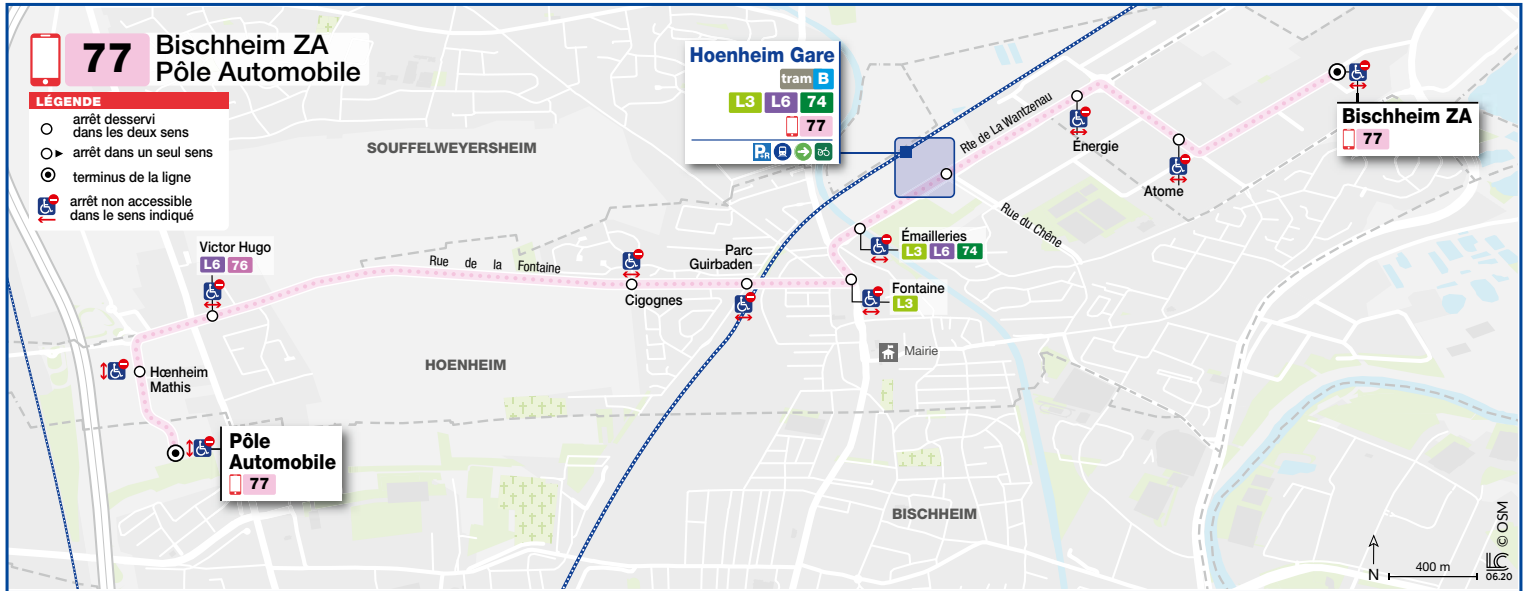 77
Bischheim ZA
Pôle Automobile
LÉGENDE
arrêt desservi
dans les deux sens
arrêt dans un seul sens
terminus de la ligne
arrêt non accessible
dans le sens indiqué
SOUFFELWEYERSHEIM
Hoenheim Gare
tram B
L3 L6 74
77
P+R
Rte de La Wantzenau
Énergie
Atome
Bischheim ZA
77
Rue du Chêne
Émailleries
L3 L6 74
Fontaine
L3
Parc
Guirbaden
Cigognes
Rue de la Fontaine
Victor Hugo
L6 76
Hœnheim
Mathis
HOENHEIM
Mairie
Pôle
Automobile
77
BISCHHEIM
N
400 m
LC
06.20
© OSM